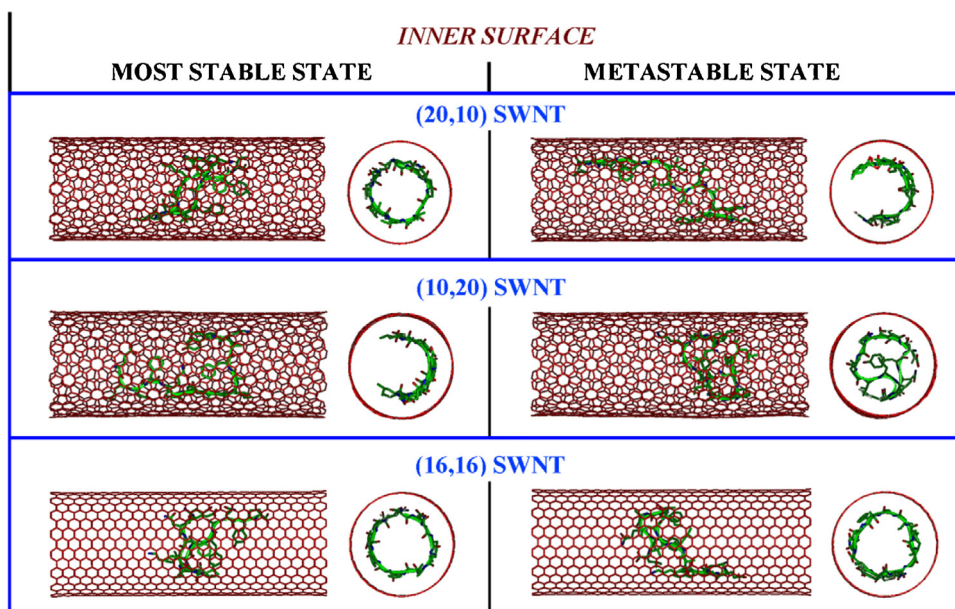 INNER SURFACE
MOST STABLE STATE
METASTABLE STATE
(20,10) SWNT
(10,20) SWNT
(16,16) SWNT